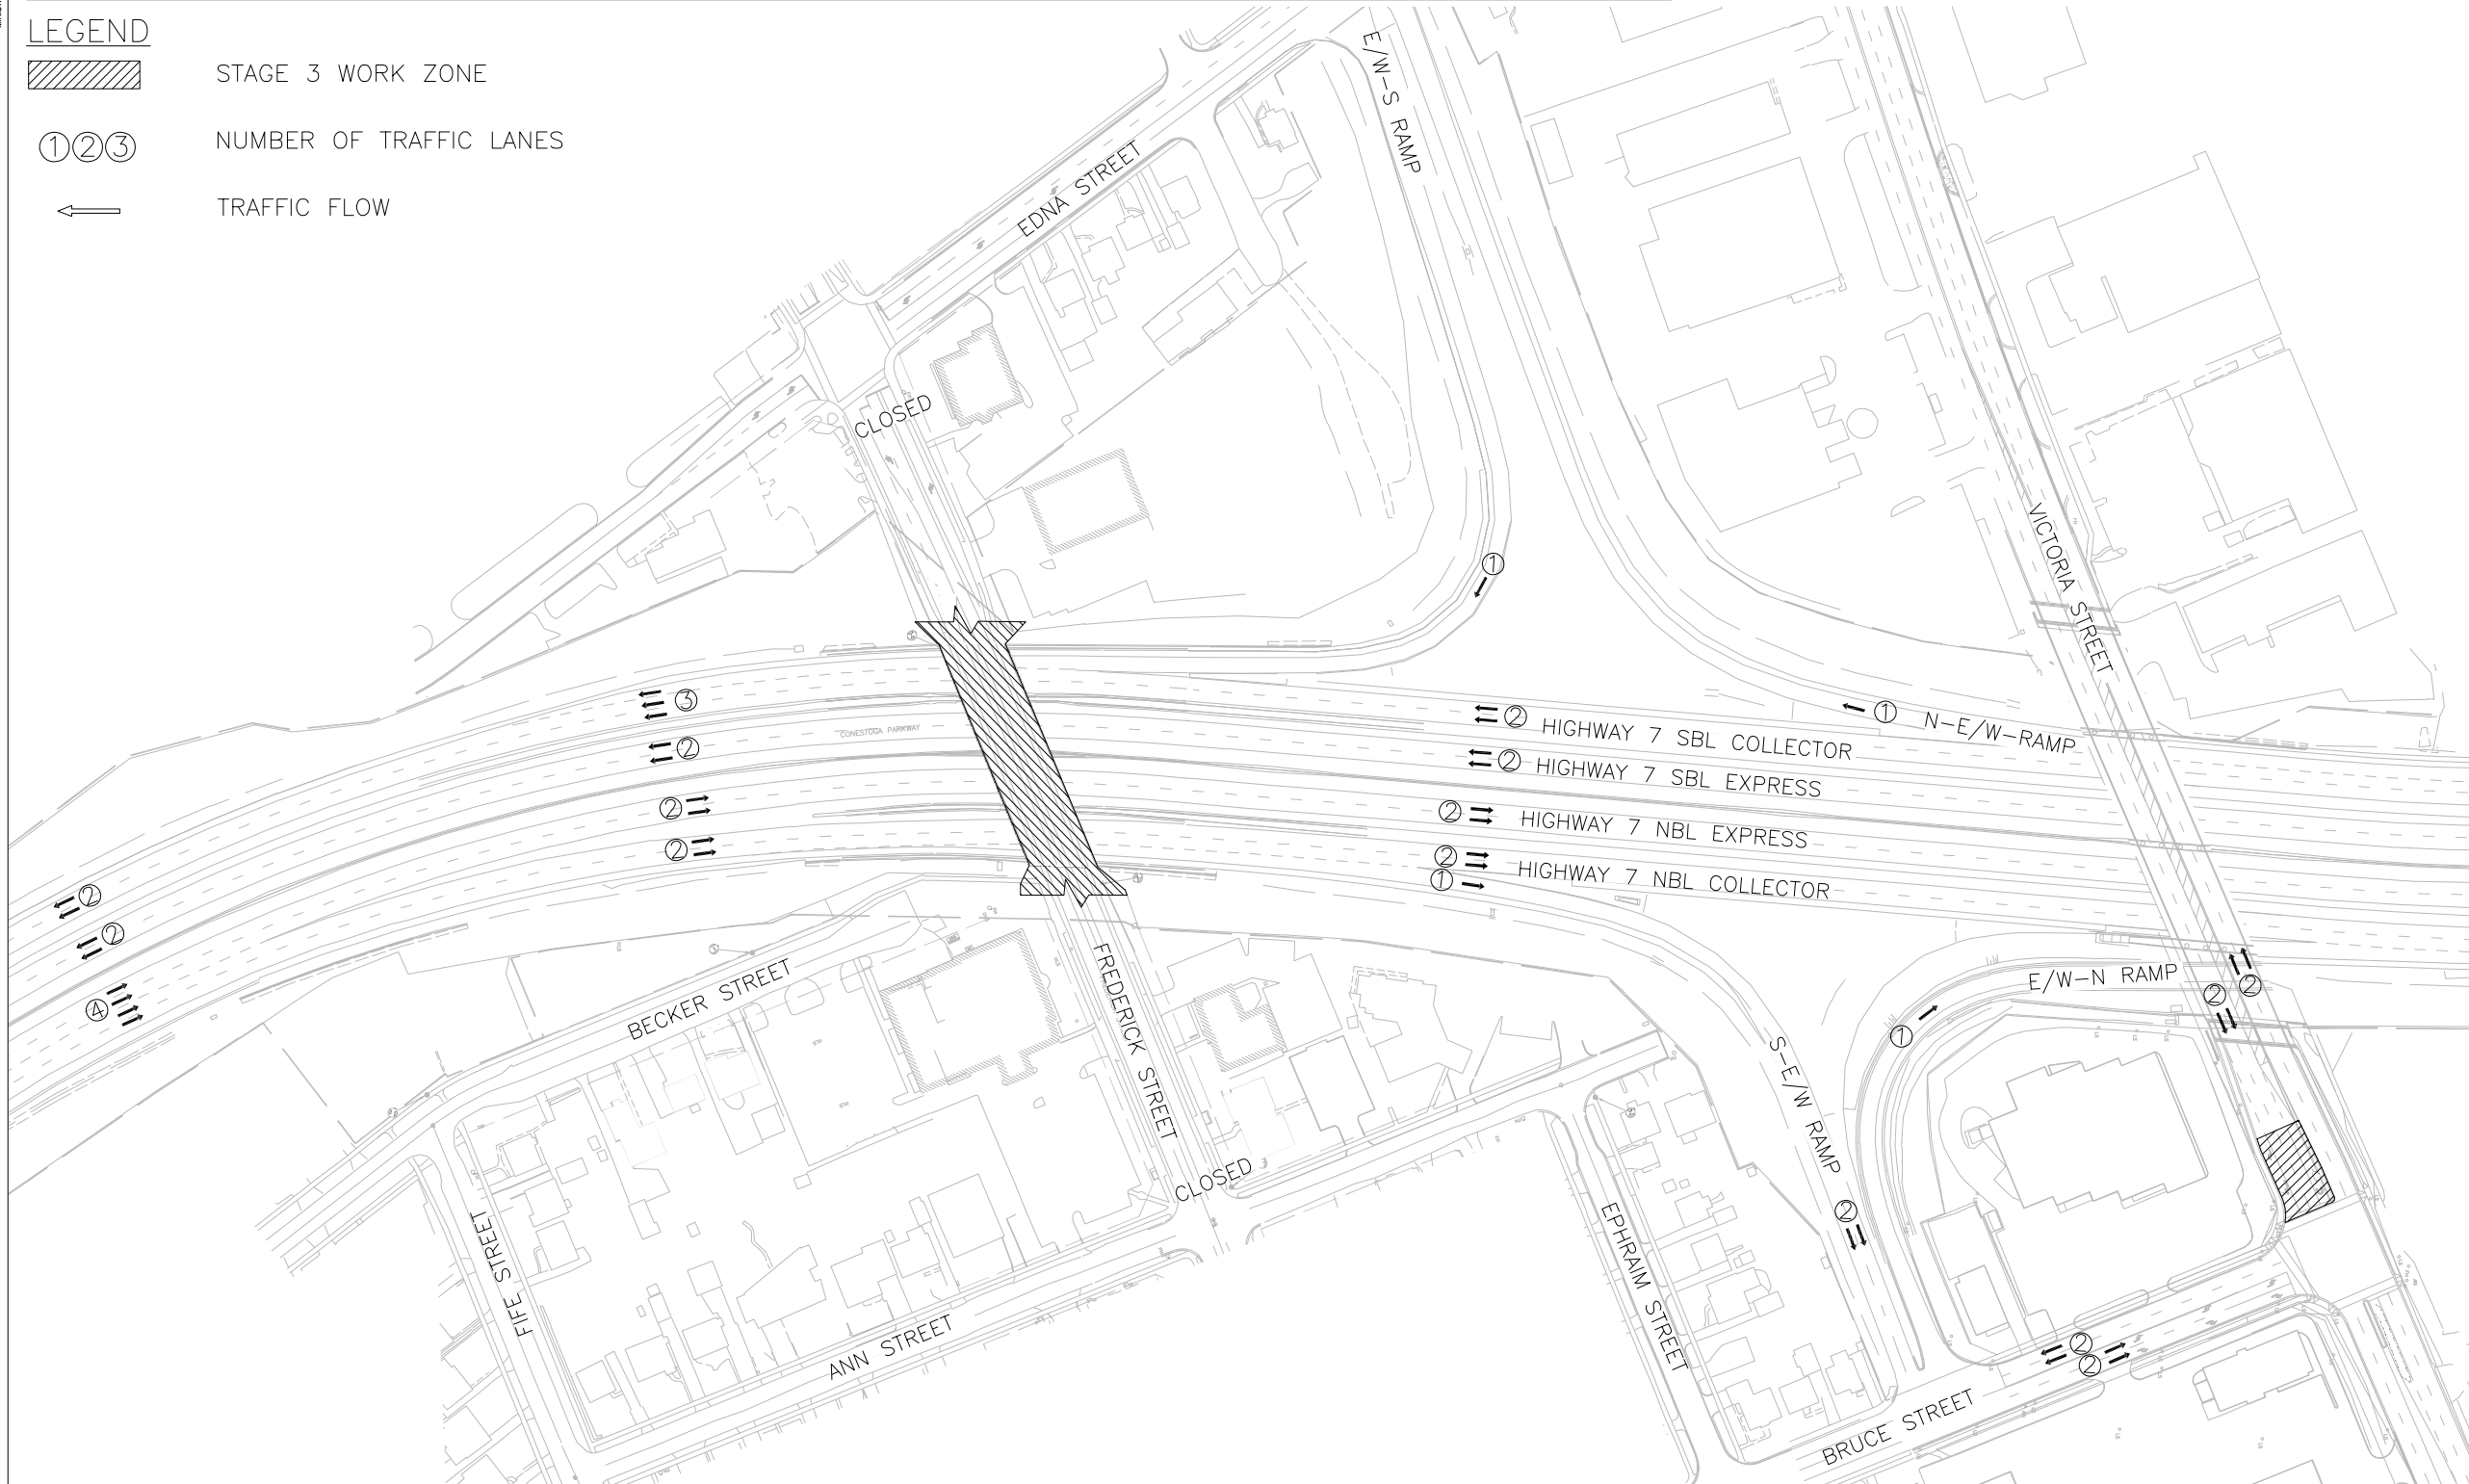 LEGEND
STAGE 3 WORK ZONE
①②③ NUMBER OF TRAFFIC LANES
TRAFFIC FLOW
E/W-S RAMP
EDNA STREET
CLOSED
VICTORIA STREET
①
③
②
CONESTOGA PARKWAY
② HIGHWAY 7 SBL COLLECTOR
① N-E/W-RAMP
② HIGHWAY 7 SBL EXPRESS
②
② HIGHWAY 7 NBL EXPRESS
②
② HIGHWAY 7 NBL COLLECTOR
①
②
②
④
BECKER STREET
FREDERICK STREET
E/W-N RAMP
②
②
①
S-E/W RAMP
CLOSED
②
FIFE STREET
EPHRAIM STREET
ANN STREET
②
②
BRUCE STREET